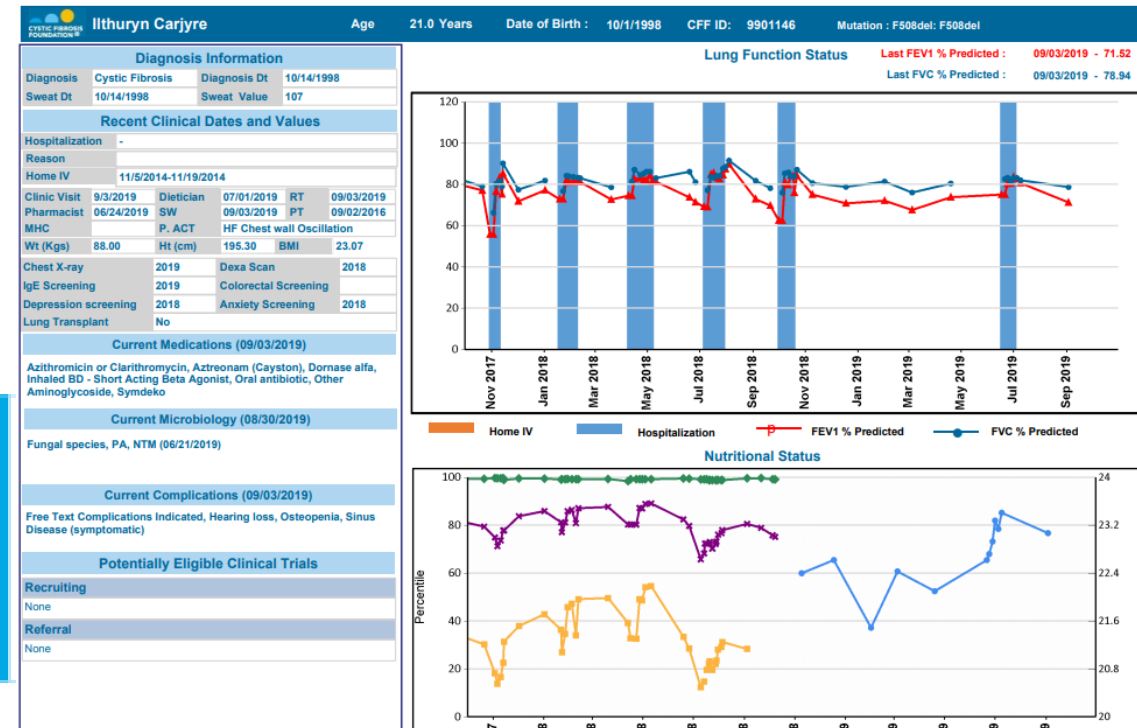 CYSTIC FIBROSIS
FOUNDATION®
Ilthuryn Carjyre Age 21.0 Years Date of Birth : 10/1/1998 CFF ID: 9901146 Mutation : F508del: F508del
Diagnosis Information
Diagnosis Cystic Fibrosis Diagnosis Dt 10/14/1998
Sweat Dt 10/14/1998 Sweat Value 107
Recent Clinical Dates and Values
Hospitalization -
Reason
Home IV 11/5/2014-11/19/2014
Clinic Visit 9/3/2019 Dietician 07/01/2019 RT 09/03/2019
Pharmacist 06/24/2019 SW 09/03/2019 PT 09/02/2016
MHC P. ACT HF Chest wall Oscillation
Wt (Kgs) 88.00 Ht (cm) 195.30 BMI 23.07
Chest X-ray 2019 Dexa Scan 2018
IgE Screening 2019 Colorectal Screening
Depression screening 2018 Anxiety Screening 2018
Lung Transplant No
Current Medications (09/03/2019)
Azithromicin or Clarithromycin, Aztreonam (Cayston), Dornase alfa,
Inhaled BD - Short Acting Beta Agonist, Oral antibiotic, Other
Aminoglycoside, Symdeko
Current Microbiology (08/30/2019)
Fungal species, PA, NTM (06/21/2019)
Current Complications (09/03/2019)
Free Text Complications Indicated, Hearing loss, Osteopenia, Sinus
Disease (symptomatic)
Potentially Eligible Clinical Trials
Recruiting
None
Referral
None
Lung Function Status Last FEV1 % Predicted : 09/03/2019 - 71.52
Last FVC % Predicted : 09/03/2019 - 78.94
120
100
80
60
40
20
0
Nov 2017 Jan 2018 Mar 2018 May 2018 Jul 2018 Sep 2018 Nov 2018 Jan 2019 Mar 2019 May 2019 Jul 2019 Sep 2019
Home IV Hospitalization P FEV1 % Predicted FVC % Predicted
Nutritional Status
Percentile
100 24
80 23.2
60 22.4
40 21.6
20 20.8
0 20